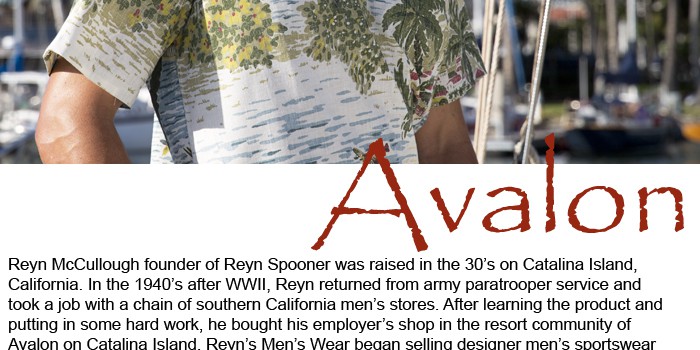 Avalon
Reyn McCullough founder of Reyn Spooner was raised in the 30’s on Catalina Island,
California. In the 1940’s after WWII, Reyn returned from army paratrooper service and
took a job with a chain of southern California men’s stores. After learning the product and
putting in some hard work, he bought his employer’s shop in the resort community of
Avalon on Catalina Island. Reyn’s Men’s Wear began selling designer men’s sportswear